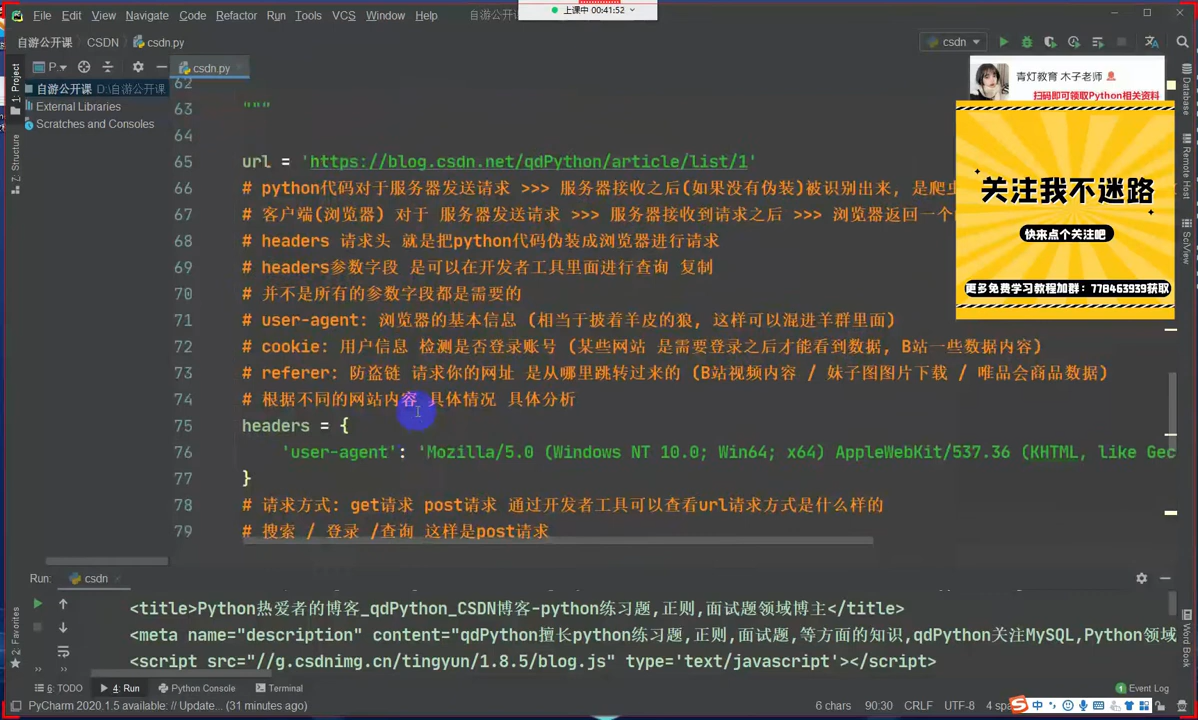 File Edit View Navigate Code Refactor Run Tools VCS Window Help 自游公开课
上课中 00:41:52
自游公开课 CSDN csdn.py
csdn
P.. csdn.py
青灯教育 木子老师
扫码即可领取Python相关资料
关注我不迷路
快来点个关注吧
更多免费学习教程加群：778463939获取
1: Project
7: Structure
2: Favorites
自游公开课 D:\自游公开课
External Libraries
Scratches and Consoles
Database
Remote Host
SciView
Word Book
62
63 """
64
65 url = 'https://blog.csdn.net/qdPython/article/list/1'
66 # python代码对于服务器发送请求 >>> 服务器接收之后(如果没有伪装)被识别出来, 是爬虫
67 # 客户端(浏览器) 对于 服务器发送请求 >>> 服务器接收到请求之后 >>> 浏览器返回一个
68 # headers 请求头 就是把python代码伪装成浏览器进行请求
69 # headers参数字段 是可以在开发者工具里面进行查询 复制
70 # 并不是所有的参数字段都是需要的
71 # user-agent: 浏览器的基本信息 (相当于披着羊皮的狼, 这样可以混进羊群里面)
72 # cookie: 用户信息 检测是否登录账号 (某些网站 是需要登录之后才能看到数据, B站一些数据内容)
73 # referer: 防盗链 请求你的网址 是从哪里跳转过来的 (B站视频内容 / 妹子图图片下载 / 唯品会商品数据)
74 # 根据不同的网站内容 具体情况 具体分析
75 headers = {
76 'user-agent': 'Mozilla/5.0 (Windows NT 10.0; Win64; x64) AppleWebKit/537.36 (KHTML, like Gec
77 }
78 # 请求方式: get请求 post请求 通过开发者工具可以查看url请求方式是什么样的
79 # 搜索 / 登录 /查询 这样是post请求
Run: csdn
<title>Python热爱者的博客_qdPython_CSDN博客-python练习题,正则,面试题领域博主</title>
<meta name="description" content="qdPython擅长python练习题,正则,面试题,等方面的知识,qdPython关注MySQL,Python领域
<script src="//g.csdnimg.cn/tingyun/1.8.5/blog.js" type='text/javascript'></script>
6: TODO 4: Run Python Console Terminal 1 Event Log
PyCharm 2020.1.5 available: // Update... (31 minutes ago) 6 chars 90:30 CRLF UTF-8 4 spa 中